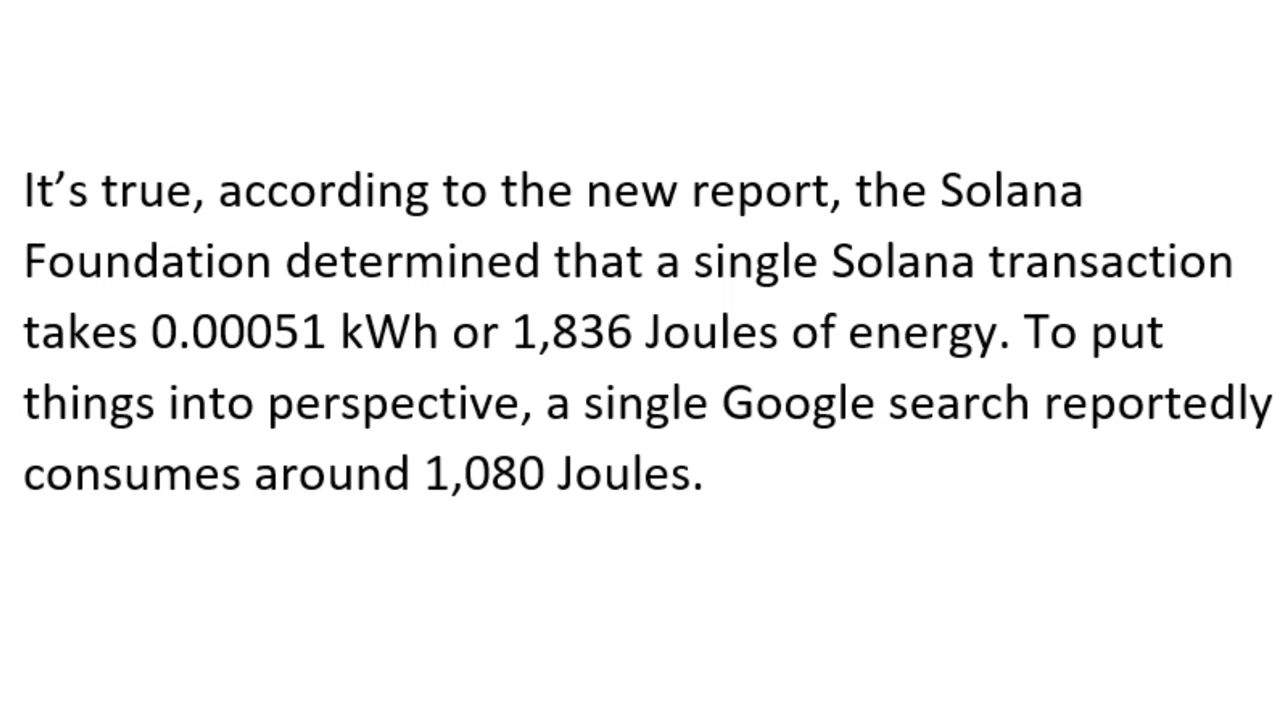 It’s true, according to the new report, the Solana
Foundation determined that a single Solana transaction
takes 0.00051 kWh or 1,836 Joules of energy. To put
things into perspective, a single Google search reportedly
consumes around 1,080 Joules.